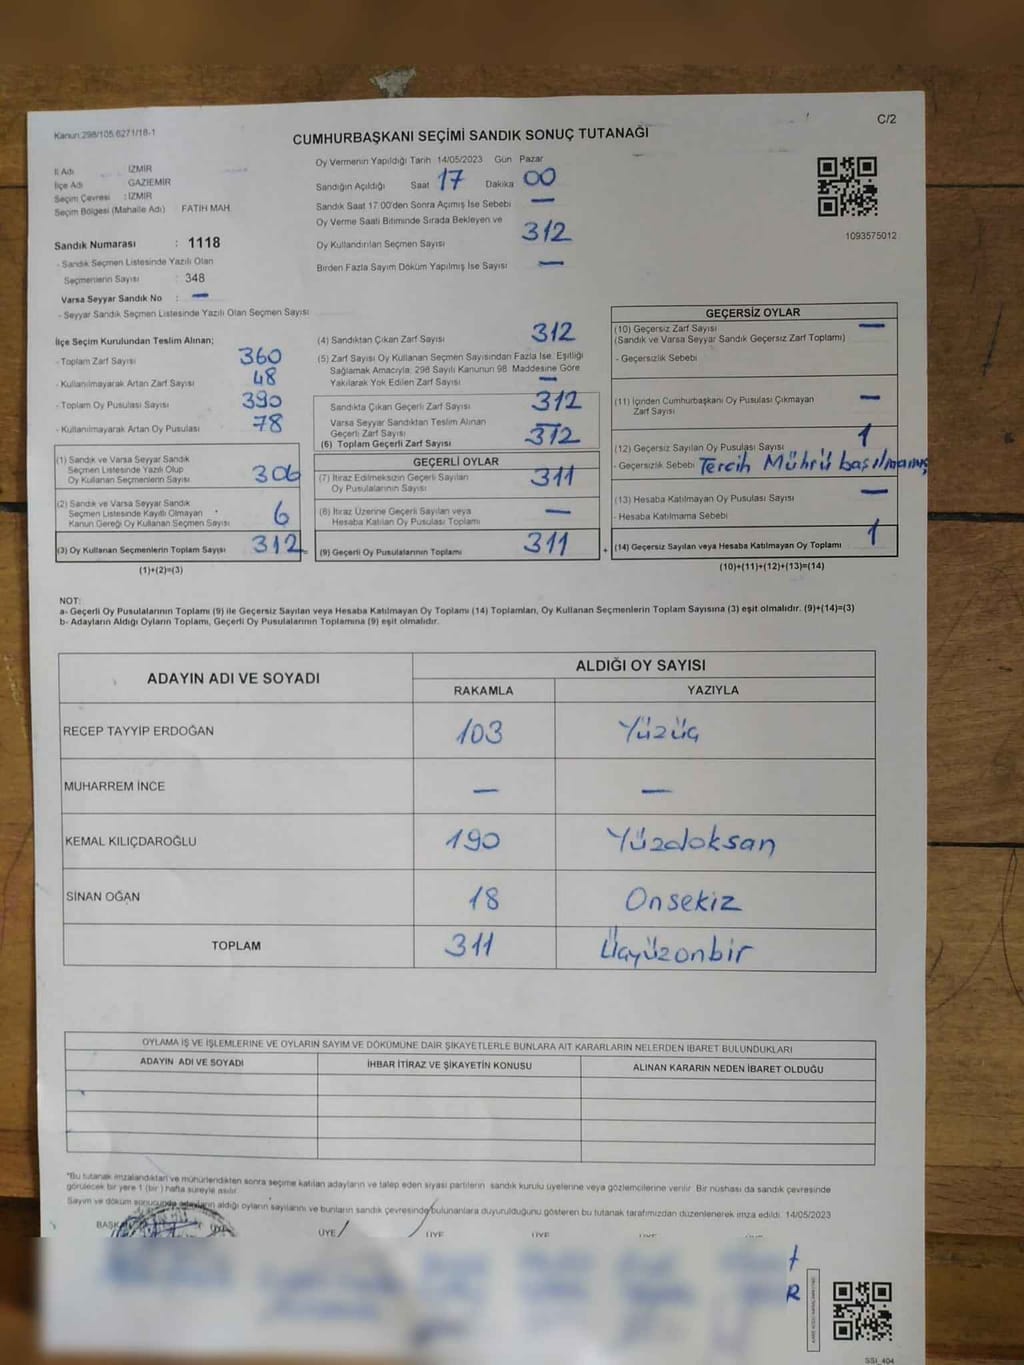 Kanun:298/105.6271/18-1
C/2
CUMHURBAŞKANI SEÇİMİ SANDIK SONUÇ TUTANAĞI
İl Adı : İZMİR
İlçe Adı : GAZİEMİR
Seçim Çevresi : İZMİR
Seçim Bölgesi (Mahalle Adı) FATİH MAH.
Sandık Numarası : 1118
- Sandık Seçmen Listesinde Yazılı Olan
Seçmenlerin Sayısı : 348
Varsa Seyyar Sandık No : —
- Seyyar Sandık Seçmen Listesinde Yazılı Olan Seçmen Sayısı
Oy Vermenin Yapıldığı Tarih 14/05/2023 Gün Pazar
Sandığın Açıldığı Saat 17 Dakika 00
Sandık Saat 17:00'den Sonra Açımış İse Sebebi —
Oy Verme Saati Bitiminde Sırada Bekleyen ve
Oy Kullandırılan Seçmen Sayısı 312
Birden Fazla Sayım Döküm Yapılmış İse Sayısı —
1093575012
İlçe Seçim Kurulundan Teslim Alınan;
- Toplam Zarf Sayısı 360
- Kullanılmayarak Artan Zarf Sayısı 48
- Toplam Oy Pusulası Sayısı 390
- Kullanılmayarak Artan Oy Pusulası 78
(1) Sandık ve Varsa Seyyar Sandık
Seçmen Listesinde Yazılı Olup
Oy Kullanan Seçmenlerin Sayısı 306
(2) Sandık ve Varsa Seyyar Sandık
Seçmen Listesinde Kayıtlı Olmayan
Kanun Gereği Oy Kullanan Seçmen Sayısı 6
(3) Oy Kullanan Seçmenlerin Toplam Sayısı 312
(1)+(2)=(3)
(4) Sandıktan Çıkan Zarf Sayısı 312
(5) Zarf Sayısı Oy Kullanan Seçmen Sayısından Fazla İse, Eşitliği
Sağlamak Amacıyla, 298 Sayılı Kanunun 98. Maddesine Göre
Yakılarak Yok Edilen Zarf Sayısı —
Sandıkta Çıkan Geçerli Zarf Sayısı 312
Varsa Seyyar Sandıktan Teslim Alınan
Geçerli Zarf Sayısı —
(6) Toplam Geçerli Zarf Sayısı 312
GEÇERLİ OYLAR
(7) İtiraz Edilmeksizin Geçerli Sayılan
Oy Pusulalarının Sayısı 311
(8) İtiraz Üzerine Geçerli Sayılan veya
Hesaba Katılan Oy Pusulası Toplamı —
(9) Geçerli Oy Pusulalarının Toplamı 311
GEÇERSİZ OYLAR
(10) Geçersiz Zarf Sayısı —
(Sandık ve Varsa Seyyar Sandık Geçersiz Zarf Toplamı)
- Geçersizlik Sebebi
(11) İçinden Cumhurbaşkanı Oy Pusulası Çıkmayan
Zarf Sayısı —
(12) Geçersiz Sayılan Oy Pusulası Sayısı 1
- Geçersizlik Sebebi Tercih Mührü basılmamış
(13) Hesaba Katılmayan Oy Pusulası Sayısı —
- Hesaba Katılmama Sebebi
(14) Geçersiz Sayılan veya Hesaba Katılmayan Oy Toplamı 1
(10)+(11)+(12)+(13)=(14)
NOT:
a- Geçerli Oy Pusulalarının Toplamı (9) ile Geçersiz Sayılan veya Hesaba Katılmayan Oy Toplamı (14) Toplamları, Oy Kullanan Seçmenlerin Toplam Sayısına (3) eşit olmalıdır. (9)+(14)=(3)
b- Adayların Aldığı Oyların Toplamı, Geçerli Oy Pusulalarının Toplamına (9) eşit olmalıdır.
ADAYIN ADI VE SOYADI ALDIĞI OY SAYISI
RAKAMLA YAZIYLA
RECEP TAYYİP ERDOĞAN 103 Yüzüç
MUHARREM İNCE — —
KEMAL KILIÇDAROĞLU 190 Yüzdoksan
SİNAN OĞAN 18 Onsekiz
TOPLAM 311 Üçyüzonbir
OYLAMA İŞ VE İŞLEMLERİNE VE OYLARIN SAYIM VE DÖKÜMÜNE DAİR ŞİKAYETLERLE BUNLARA AİT KARARLARIN NELERDEN İBARET BULUNDUKLARI
ADAYIN ADI VE SOYADI İHBAR İTİRAZ VE ŞİKAYETİN KONUSU ALINAN KARARIN NEDEN İBARET OLDUĞU
*Bu tutanak imzalandıktan ve mühürlendikten sonra seçime katılan adayların ve talep eden siyasi partilerin sandık kurulu üyelerine veya gözlemcilerine verilir. Bir nüshası da sandık çevresinde
görülecek bir yere 1 (bir) hafta süreyle asılır.
Sayım ve döküm sonucunda adayların aldığı oyların sayılarını ve bunların sandık çevresinde bulunanlara duyurulduğunu gösteren bu tutanak tarafımızdan düzenlenerek imza edildi. 14/05/2023
ÜYE ÜYE ÜYE
SSI_404